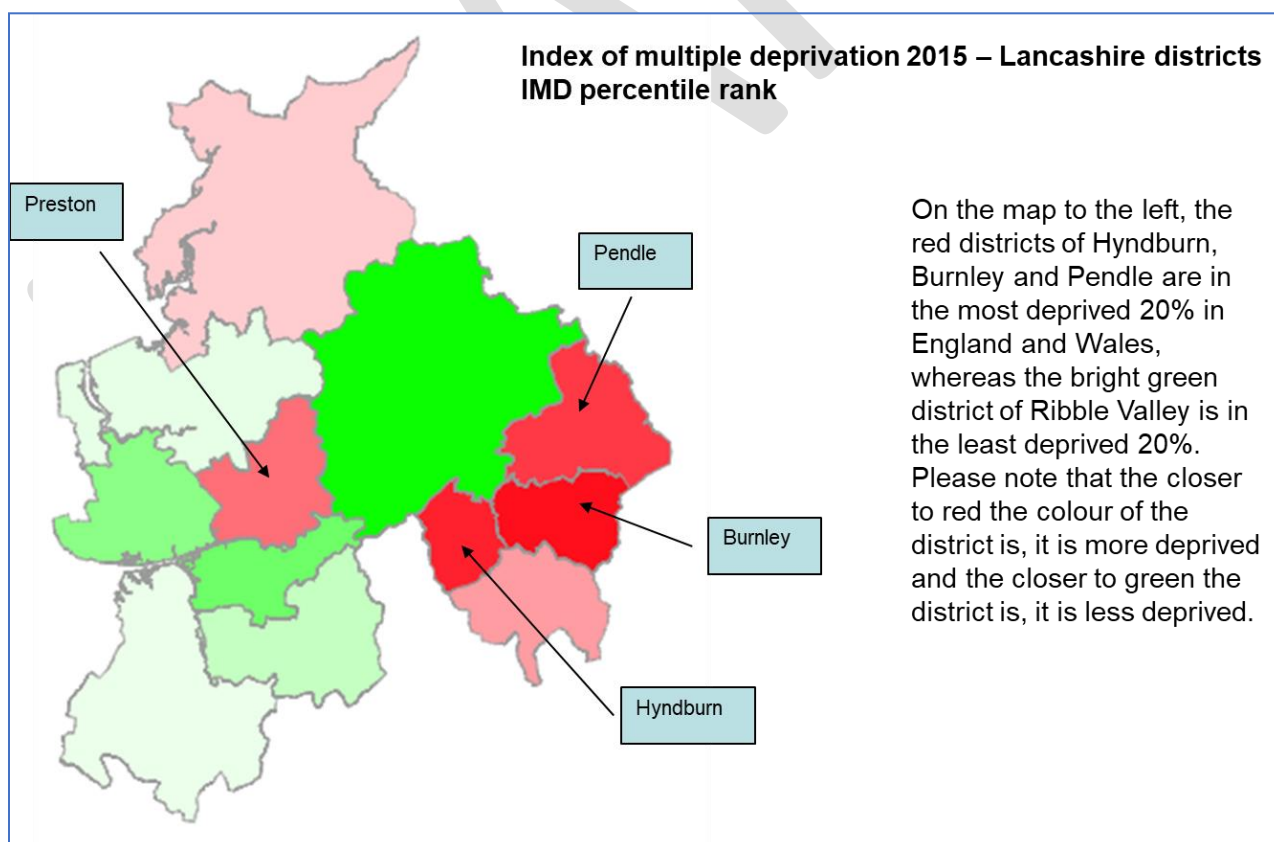 Index of multiple deprivation 2015 – Lancashire districts
IMD percentile rank
Preston
Pendle
Burnley
Hyndburn
On the map to the left, the
red districts of Hyndburn,
Burnley and Pendle are in
the most deprived 20% in
England and Wales,
whereas the bright green
district of Ribble Valley is in
the least deprived 20%.
Please note that the closer
to red the colour of the
district is, it is more deprived
and the closer to green the
district is, it is less deprived.